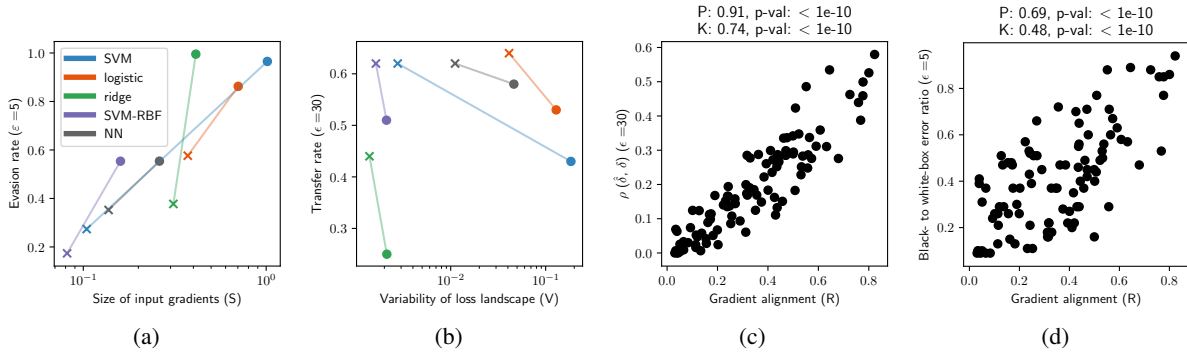 P: 0.91, p-val: < 1e-10
K: 0.74, p-val: < 1e-10
P: 0.69, p-val: < 1e-10
K: 0.48, p-val: < 1e-10
Evasion rate (ε =5)
1.0
0.8
0.6
0.4
0.2
SVM
logistic
ridge
SVM-RBF
NN
10⁻¹
10⁰
Size of input gradients (S)
(a)
Transfer rate (ε =30)
0.6
0.5
0.4
0.3
10⁻²
10⁻¹
Variability of loss landscape (V)
(b)
ρ (δ̂, δ) (ε =30)
0.6
0.5
0.4
0.3
0.2
0.1
0.0
0.0 0.2 0.4 0.6 0.8
Gradient alignment (R)
(c)
Black- to white-box error ratio (ε =5)
0.8
0.6
0.4
0.2
0.0 0.2 0.4 0.6 0.8
Gradient alignment (R)
(d)